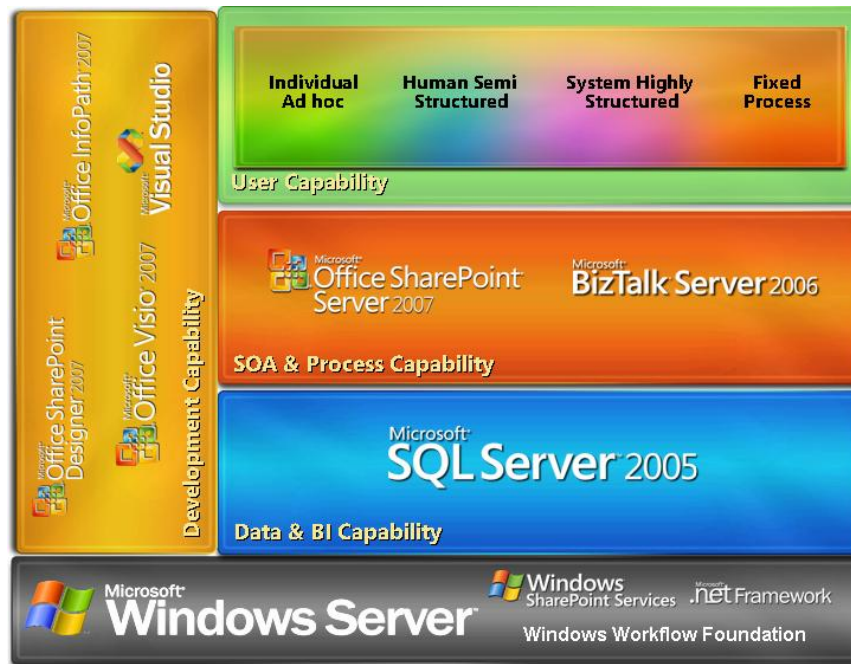 Microsoft
Office InfoPath 2007
Microsoft
Visual Studio
Microsoft
Office SharePoint
Designer 2007
Microsoft
Office Visio 2007
Development Capability
Individual
Ad hoc
Human Semi
Structured
System Highly
Structured
Fixed
Process
User Capability
Microsoft
Office SharePoint
Server 2007
Microsoft
BizTalk Server 2006
SOA & Process Capability
Microsoft
SQL Server 2005
Data & BI Capability
Microsoft
Windows Server
Windows
SharePoint Services
Microsoft
.net Framework
Windows Workflow Foundation